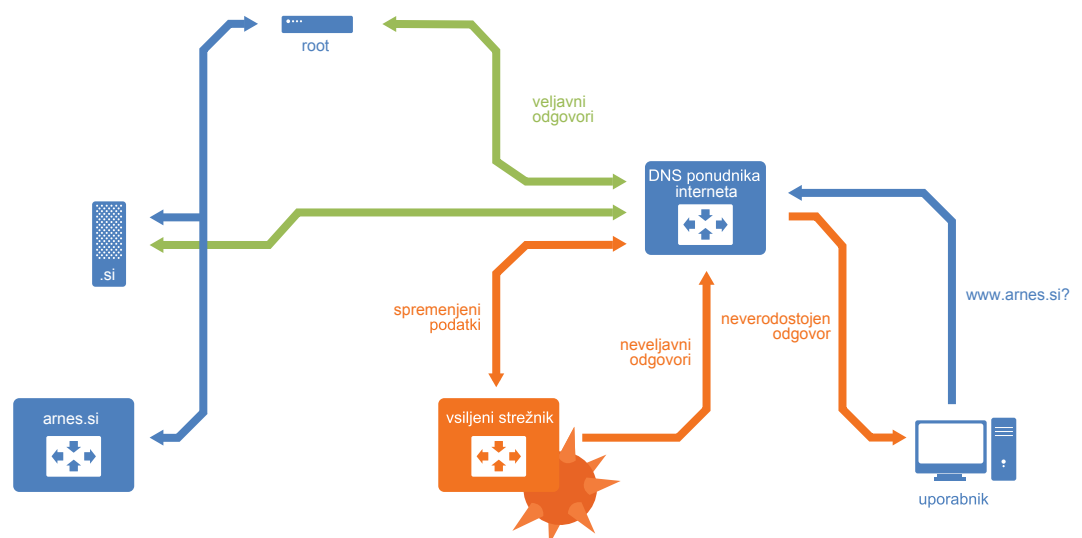 root
veljavni
odgovori
DNS ponudnika
interneta
.si
www.arnes.si?
spremenjeni
podatki
neverodostojen
odgovor
neveljavni
odgovori
arnes.si
vsiljeni strežnik
uporabnik